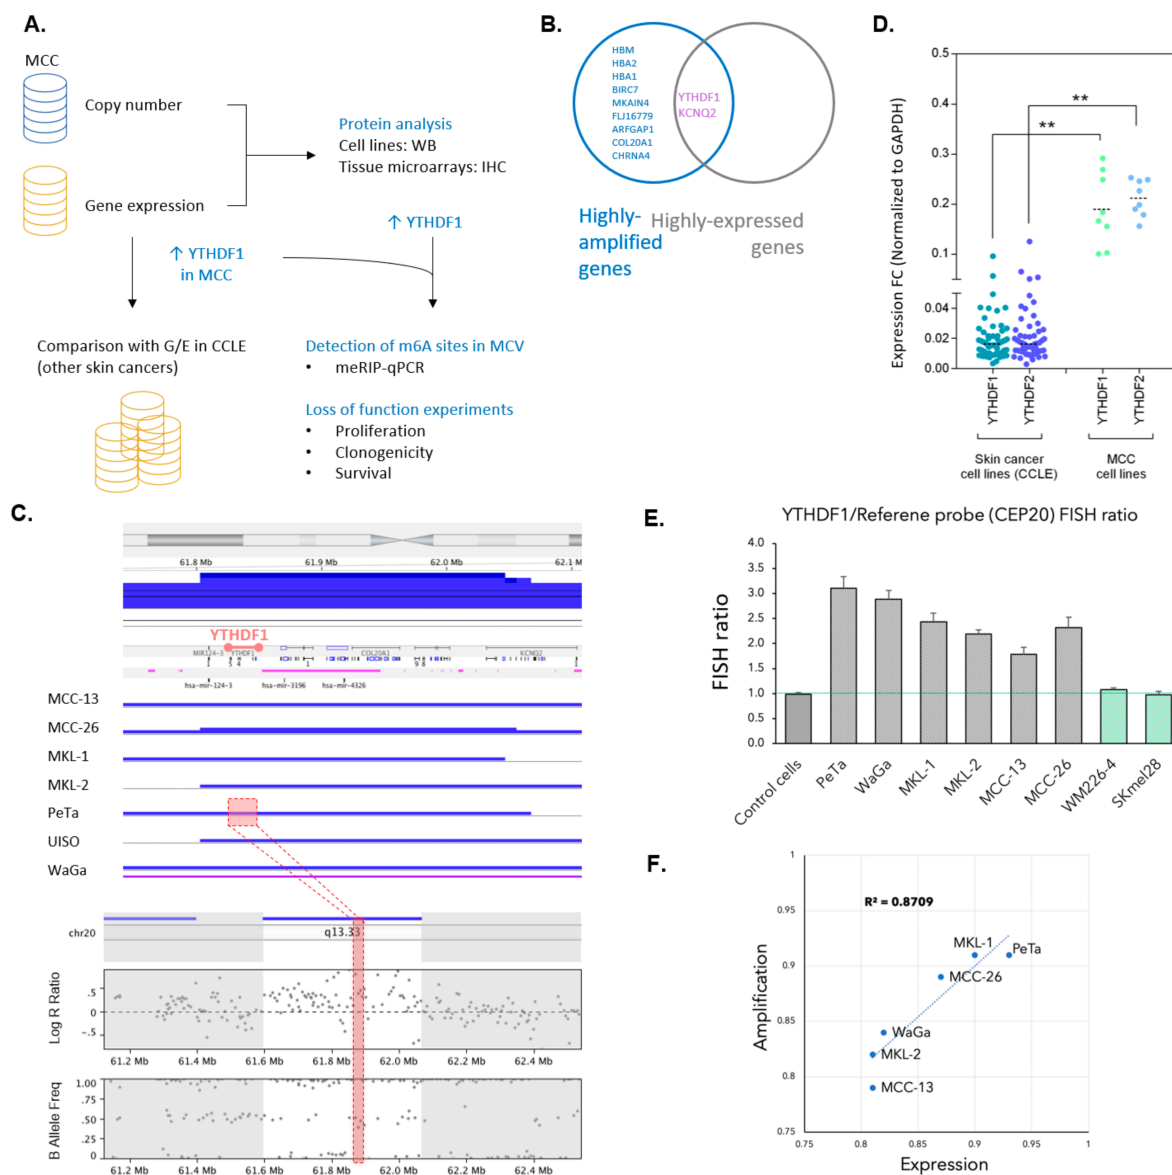 A.
MCC
Copy number
Gene expression
Protein analysis
Cell lines: WB
Tissue microarrays: IHC
↑ YTHDF1
↑ YTHDF1
in MCC
Comparison with G/E in CCLE
(other skin cancers)
Detection of m6A sites in MCV
• meRIP-qPCR
Loss of function experiments
• Proliferation
• Clonogenicity
• Survival
B.
HBM
HBA2
HBA1
BIRC7
MKAIN4
FLJ16779
ARFGAP1
COL20A1
CHRNA4
YTHDF1
KCNQ2
Highly-
amplified
genes
Highly-expressed
genes
D.
Expression FC (Normalized to GAPDH)
0.5
0.4
0.3
0.2
0.1
0.04
0.02
0.00
**
**
YTHDF1
YTHDF2
YTHDF1
YTHDF2
Skin cancer
cell lines (CCLE)
MCC
cell lines
C.
61.8 Mb 61.9 Mb 62.0 Mb 62.1 M
YTHDF1
MIR124-3 YTHDF1 COL20A1 KCNQ2
hsa-mir-124-3 hsa-mir-3196 hsa-mir-4326
MCC-13
MCC-26
MKL-1
MKL-2
PeTa
UISO
WaGa
chr20
q13.33
Log R Ratio
.5
0
-.5
61.2 Mb 61.4 Mb 61.6 Mb 61.8 Mb 62.0 Mb 62.2 Mb 62.4 Mb
B Allele Freq
1.00
.75
.50
.25
0
61.2 Mb 61.4 Mb 61.6 Mb 61.8 Mb 62.0 Mb 62.2 Mb 62.4 Mb
E.
YTHDF1/Referene probe (CEP20) FISH ratio
FISH ratio
4.0
3.5
3.0
2.5
2.0
1.5
1.0
0.5
0.0
Control cells
PeTa
WaGa
MKL-1
MKL-2
MCC-13
MCC-26
WM226-4
SKmel28
F.
Amplification
1
0.95
0.9
0.85
0.8
0.75
R² = 0.8709
MKL-1
PeTa
MCC-26
WaGa
MKL-2
MCC-13
0.75 0.8 0.85 0.9 0.95 1
Expression